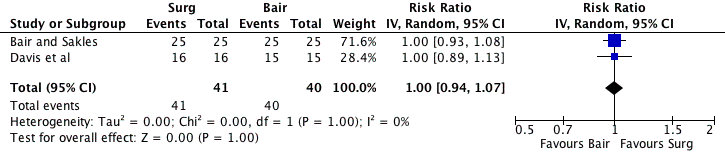 Surg Bair Risk Ratio Risk Ratio
Study or Subgroup Events Total Events Total Weight IV, Random, 95% CI IV, Random, 95% CI
Bair and Sakles 25 25 25 25 71.6% 1.00 [0.93, 1.08]
Davis et al 16 16 15 15 28.4% 1.00 [0.89, 1.13]
Total (95% CI) 41 40 100.0% 1.00 [0.94, 1.07]
Total events 41 40
Heterogeneity: Tau² = 0.00; Chi² = 0.00, df = 1 (P = 1.00); I² = 0%
Test for overall effect: Z = 0.00 (P = 1.00)
0.5 0.7 1 1.5 2
Favours Bair Favours Surg